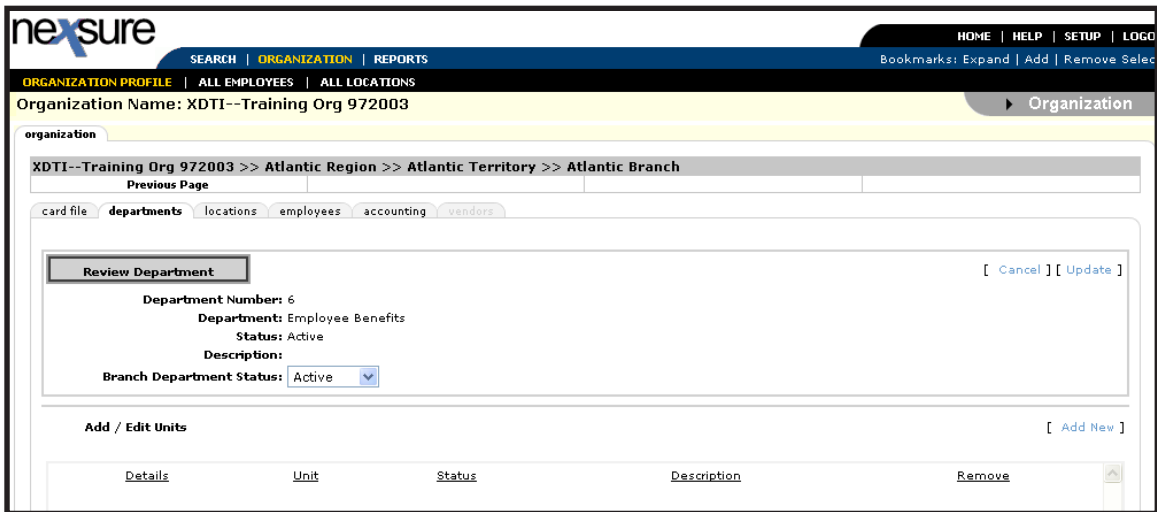 nexsure
HOME | HELP | SETUP | LOGO
SEARCH | ORGANIZATION | REPORTS
Bookmarks: Expand | Add | Remove Selec
ORGANIZATION PROFILE | ALL EMPLOYEES | ALL LOCATIONS
Organization Name: XDTI--Training Org 972003
Organization
organization
XDTI--Training Org 972003 >> Atlantic Region >> Atlantic Territory >> Atlantic Branch
Previous Page
card file departments locations employees accounting vendors
Review Department
[ Cancel ] [ Update ]
Department Number: 6
Department: Employee Benefits
Status: Active
Description:
Branch Department Status: Active
Add / Edit Units
[ Add New ]
Details Unit Status Description Remove